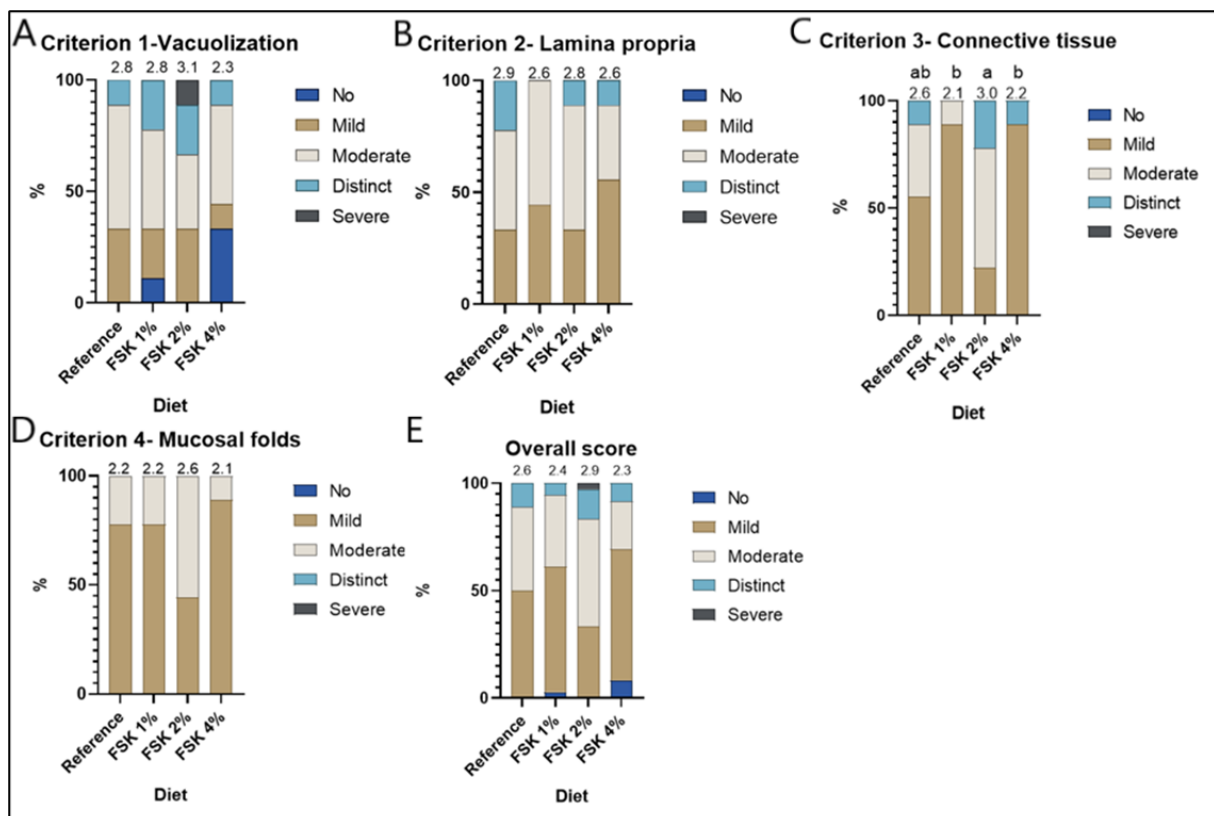 A
Criterion 1-Vacuolization
2.8 2.8 3.1 2.3
100
50
0
%
Reference
FSK 1%
FSK 2%
FSK 4%
Diet
No
Mild
Moderate
Distinct
Severe
B
Criterion 2- Lamina propria
2.9 2.6 2.8 2.6
100
50
0
%
Reference
FSK 1%
FSK 2%
FSK 4%
Diet
No
Mild
Moderate
Distinct
Severe
C
Criterion 3- Connective tissue
ab b a b
2.6 2.1 3.0 2.2
100
50
0
%
Reference
FSK 1%
FSK 2%
FSK 4%
Diet
No
Mild
Moderate
Distinct
Severe
D
Criterion 4- Mucosal folds
2.2 2.2 2.6 2.1
100
50
0
%
Reference
FSK 1%
FSK 2%
FSK 4%
Diet
No
Mild
Moderate
Distinct
Severe
E
Overall score
2.6 2.4 2.9 2.3
100
50
0
%
Reference
FSK 1%
FSK 2%
FSK 4%
Diet
No
Mild
Moderate
Distinct
Severe